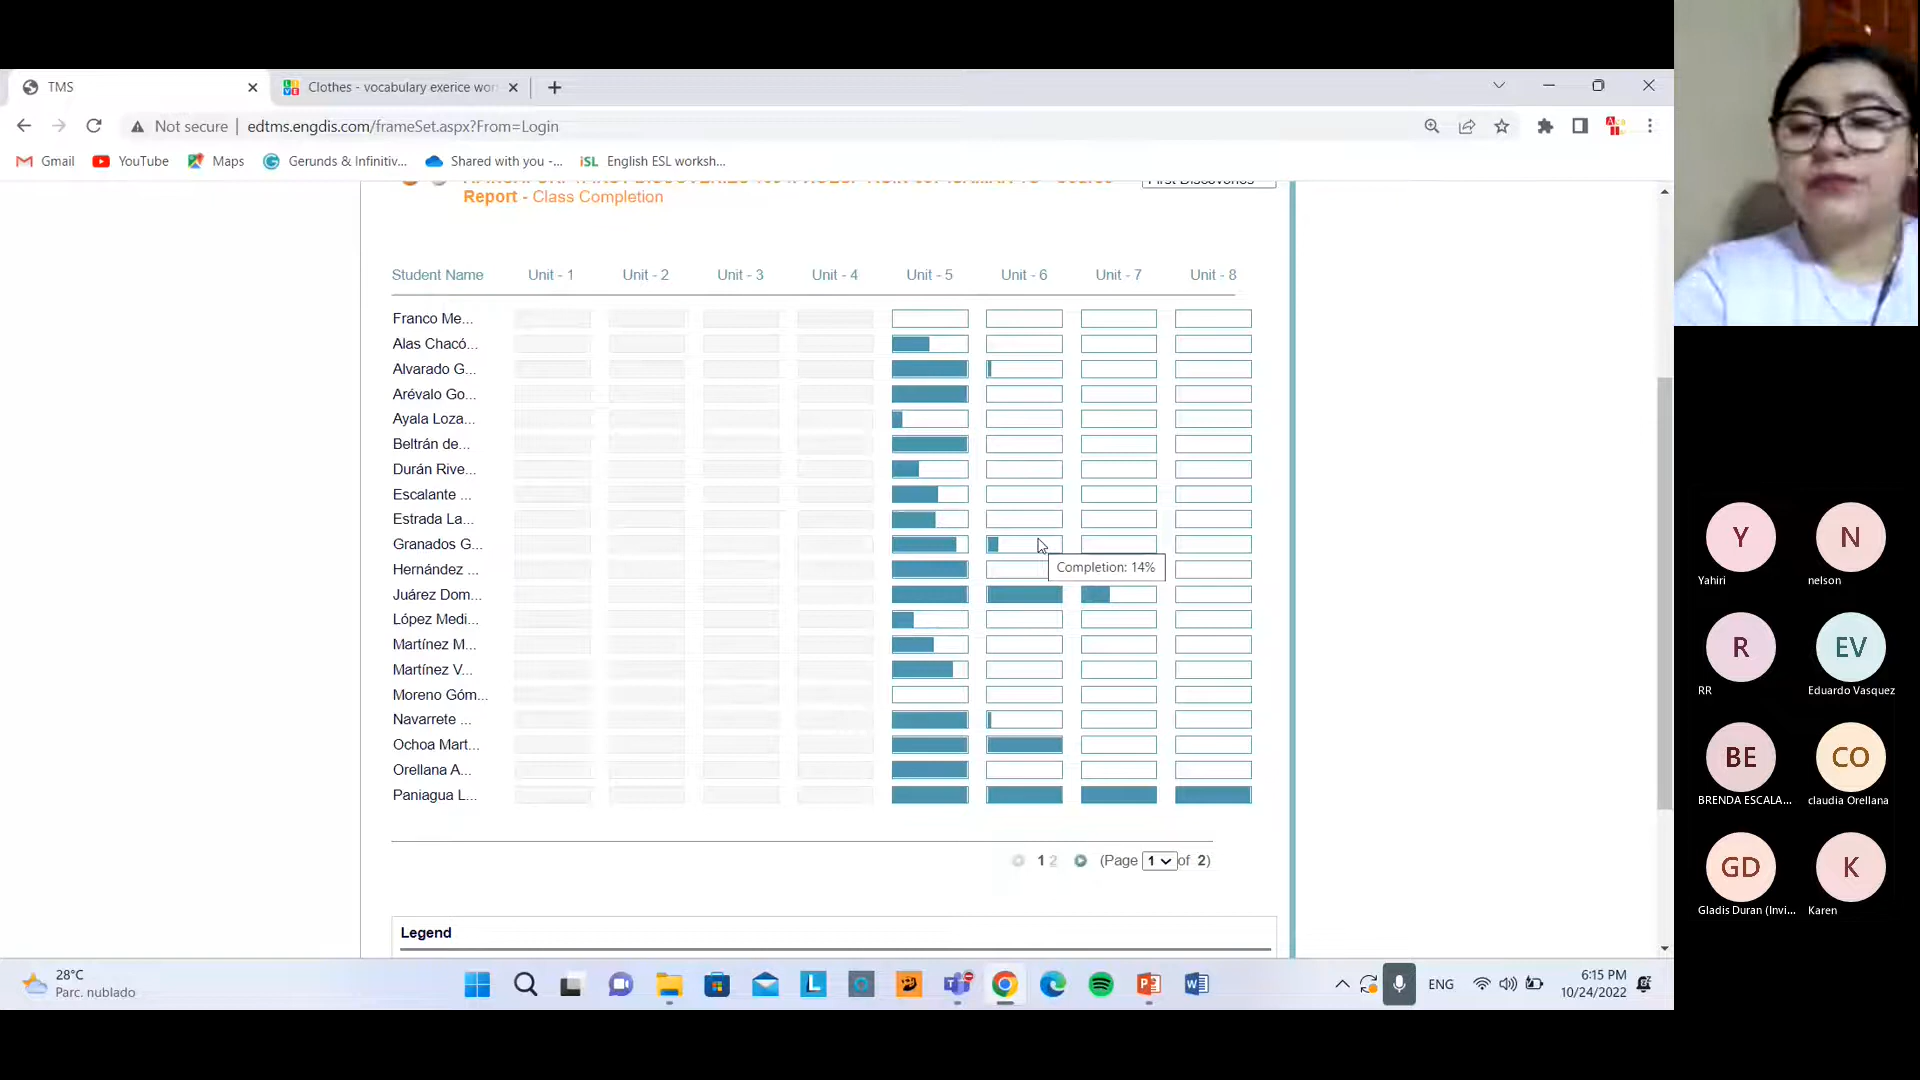 TMS
Clothes - vocabulary exerice wor
Not secure | edtms.engdis.com/frameSet.aspx?From=Login
Gmail YouTube Maps Gerunds & Infinitiv... Shared with you -... iSL English ESL worksh...
Report - Class Completion
Student Name Unit - 1 Unit - 2 Unit - 3 Unit - 4 Unit - 5 Unit - 6 Unit - 7 Unit - 8
Franco Me...
Alas Chacó...
Alvarado G...
Arévalo Go...
Ayala Loza...
Beltrán de...
Durán Rive...
Escalante ...
Estrada La...
Granados G...
Completion: 14%
Hernández ...
Juárez Dom...
López Medi...
Martínez M...
Martínez V...
Moreno Góm...
Navarrete ...
Ochoa Mart...
Orellana A...
Paniagua L...
1 2 (Page 1 of 2)
Legend
28°C
Parc. nublado
ENG
6:15 PM
10/24/2022
Y N
Yahiri nelson
R EV
RR Eduardo Vasquez
BE CO
BRENDA ESCALA... claudia Orellana
GD K
Gladis Duran (Invi... Karen